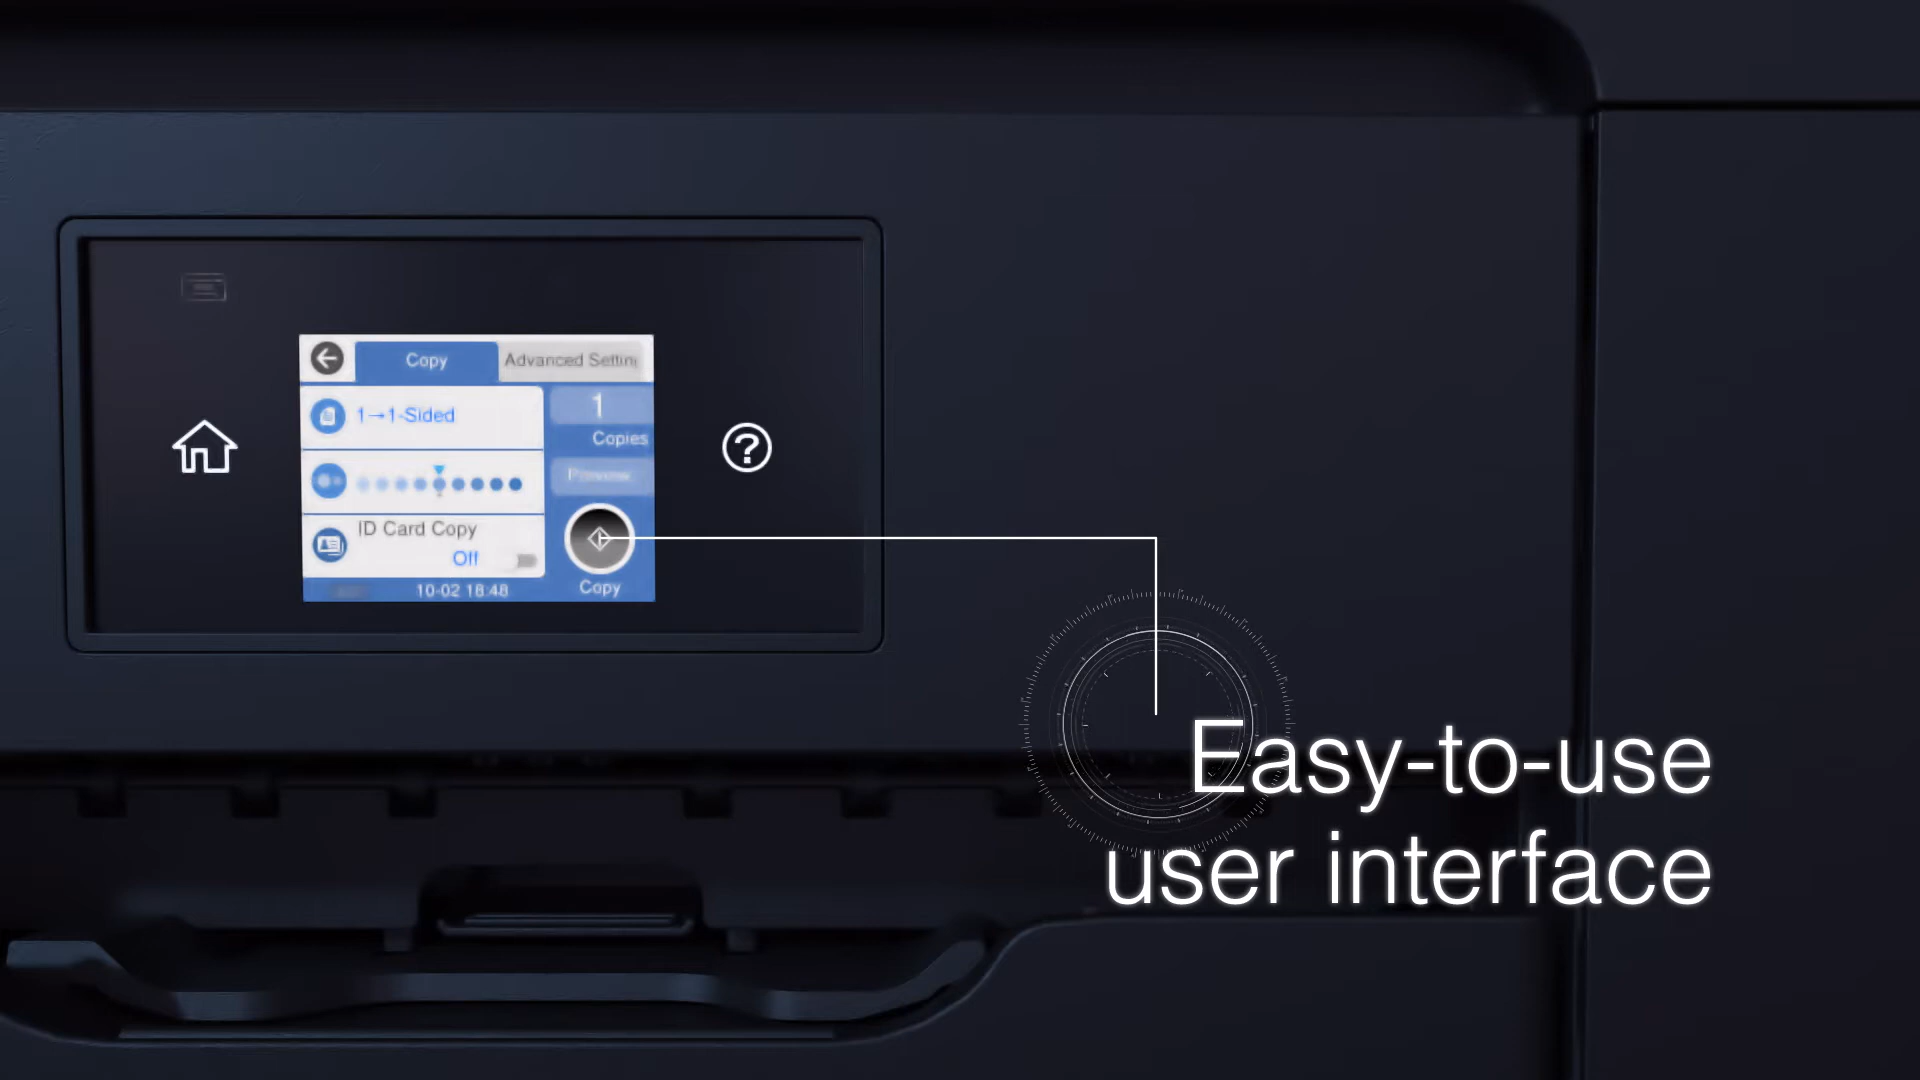 Copy
Advanced Settin
1→1-Sided
1
Copies
Preview
ID Card Copy
Off
10-02 18:48
Copy
?
Easy-to-use
user interface